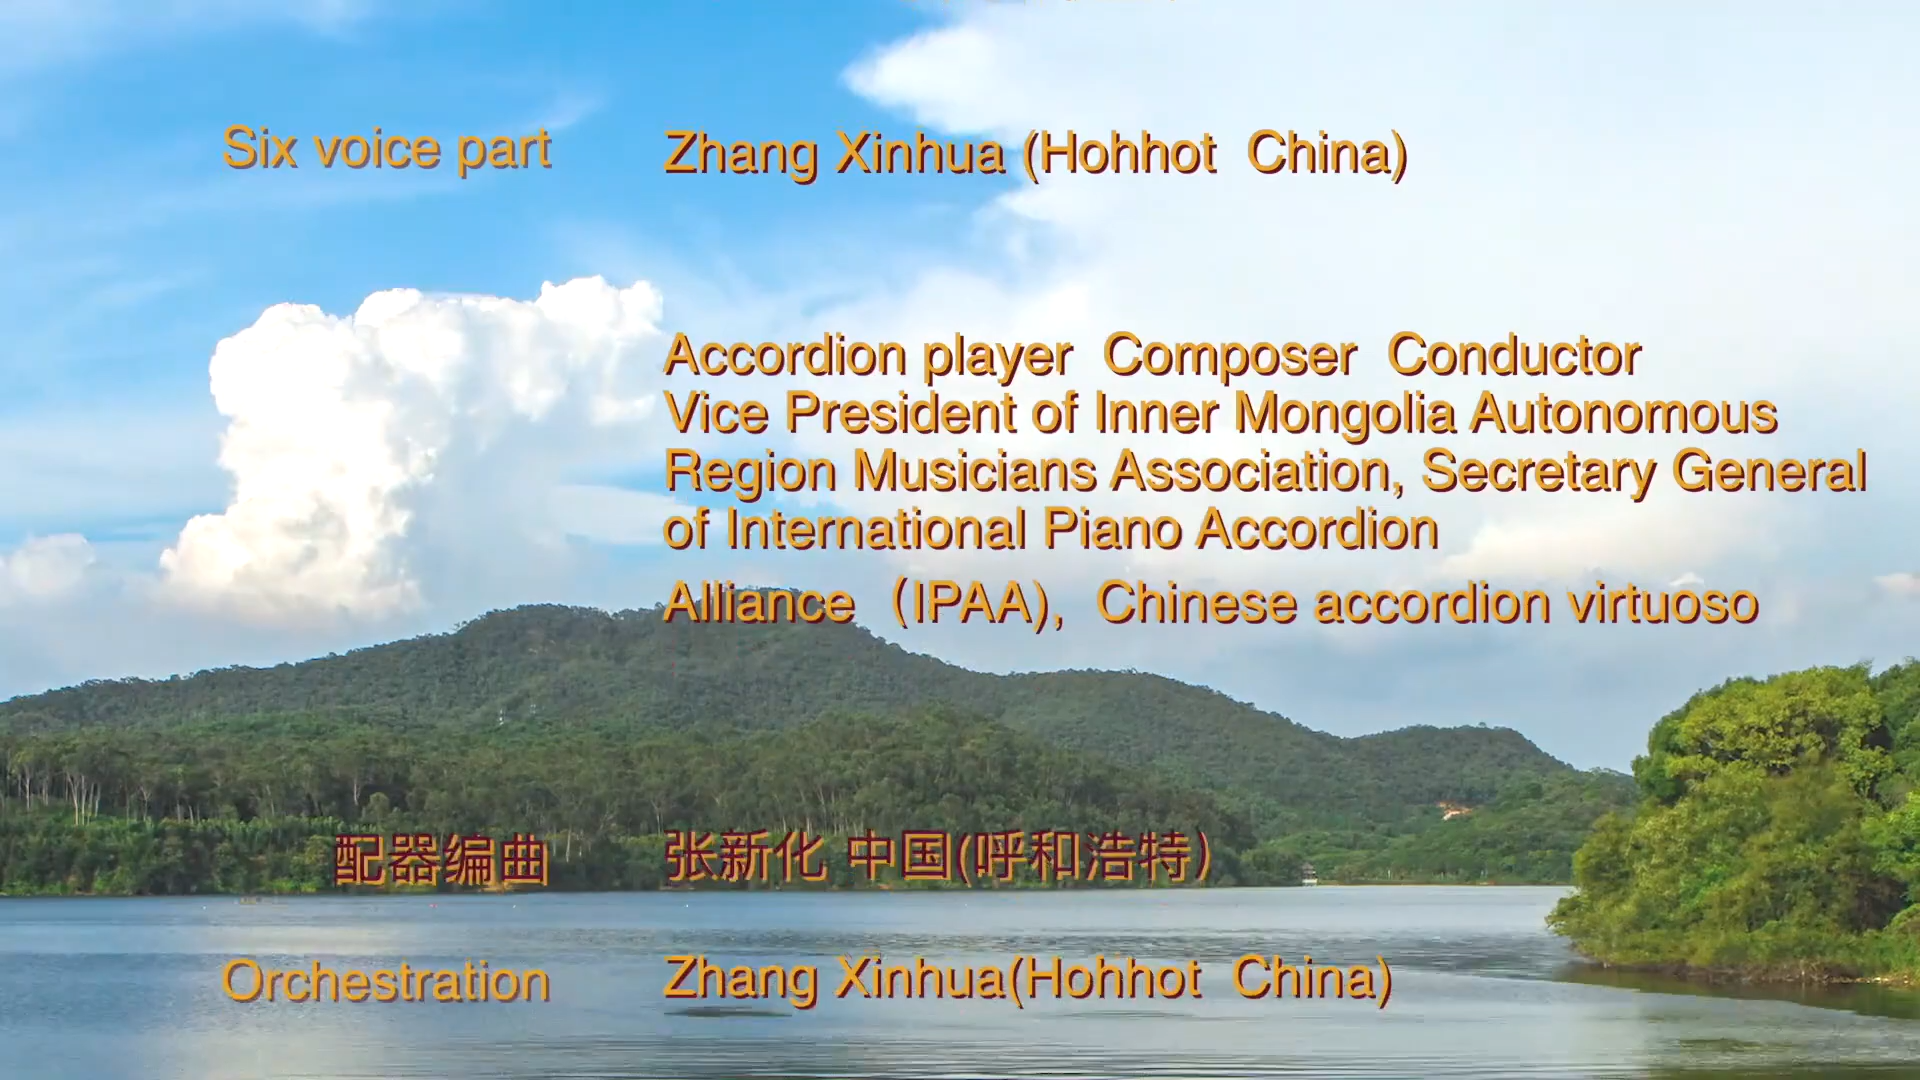 Six voice part Zhang Xinhua (Hohhot China)
Accordion player Composer Conductor
Vice President of Inner Mongolia Autonomous
Region Musicians Association, Secretary General
of International Piano Accordion
Alliance（IPAA), Chinese accordion virtuoso
配器编曲 张新化 中国(呼和浩特）
Orchestration Zhang Xinhua(Hohhot China)